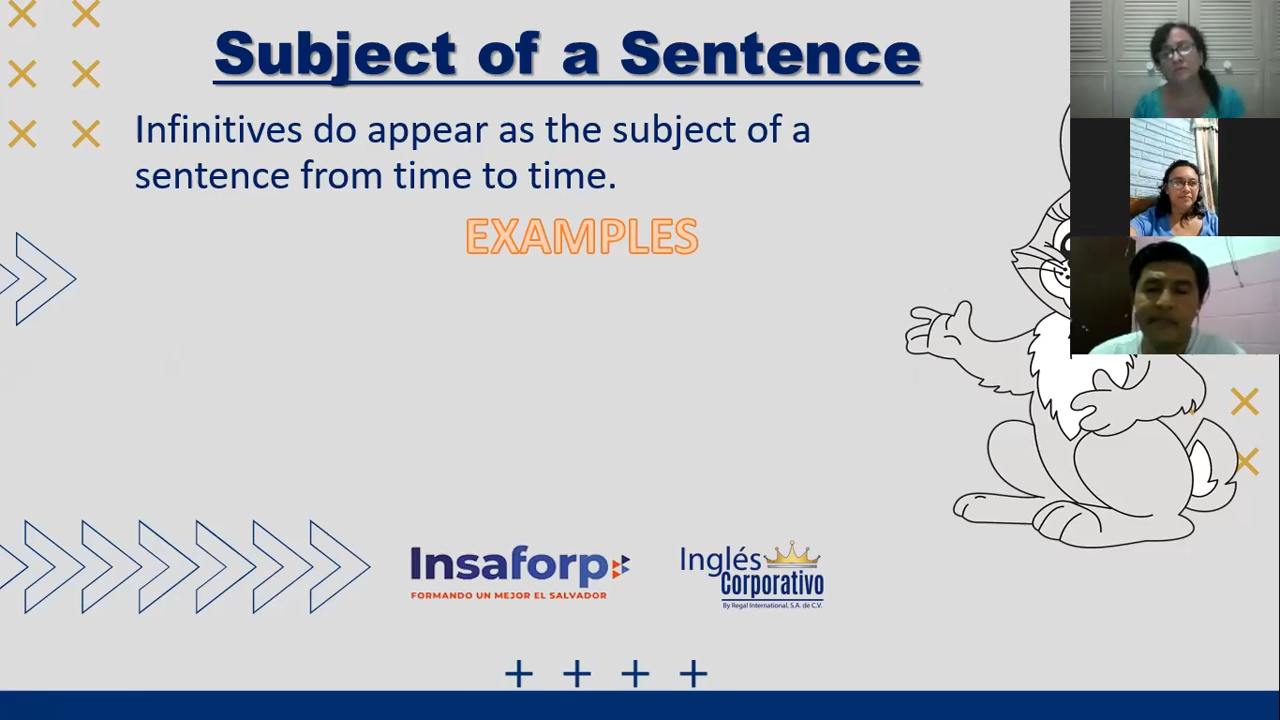 Subject of a Sentence
Infinitives do appear as the subject of a
sentence from time to time.
EXAMPLES
Insaforp
FORMANDO UN MEJOR EL SALVADOR
Inglés
Corporativo
By Regal International, S.A. de C.V.